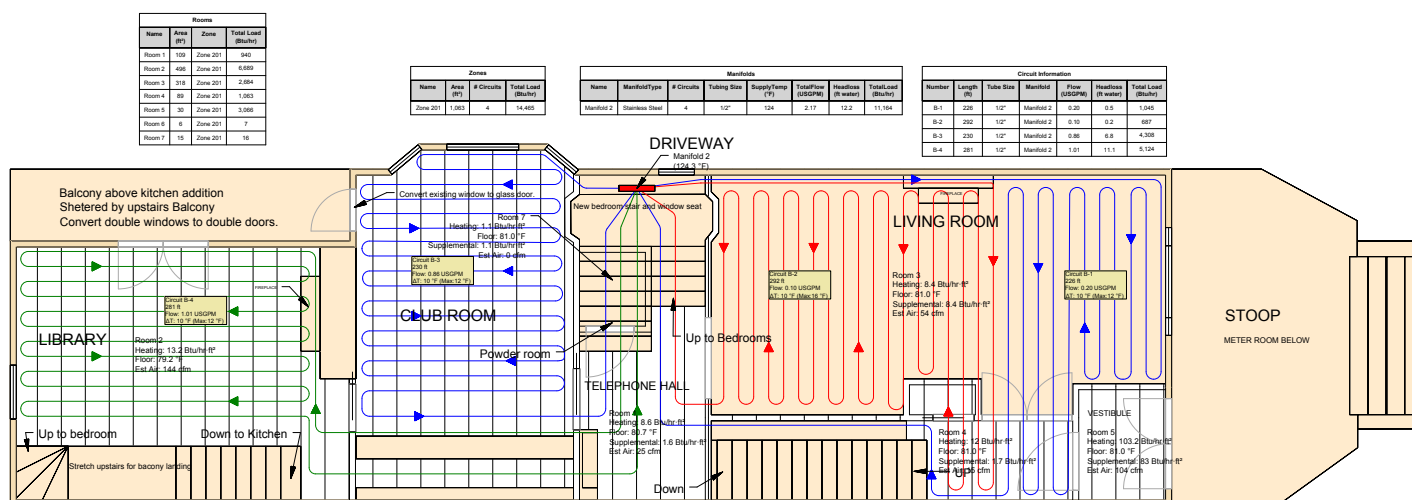 Rooms
Name Area (ft²) Zone Total Load (Btu/hr)
Room 1 109 Zone 201 940
Room 2 496 Zone 201 6,689
Room 3 318 Zone 201 2,684
Room 4 89 Zone 201 1,063
Room 5 30 Zone 201 3,066
Room 6 6 Zone 201 7
Room 7 15 Zone 201 16
Zones
Name Area (ft²) # Circuits Total Load (Btu/hr)
Zone 201 1,063 4 14,465
Manifolds
Name ManifoldType # Circuits Tubing Size SupplyTemp (°F) TotalFlow (USGPM) Headloss (ft water) TotalLoad (Btu/hr)
Manifold 2 Stainless Steel 4 1/2" 124 2.17 12.2 11,164
Circuit Information
Number Length (ft) Tube Size Manifold Flow (USGPM) Headloss (ft water) Total Load (Btu/hr)
B-1 226 1/2" Manifold 2 0.20 0.5 1,045
B-2 292 1/2" Manifold 2 0.10 0.2 687
B-3 230 1/2" Manifold 2 0.86 6.8 4,308
B-4 281 1/2" Manifold 2 1.01 11.1 5,124
DRIVEWAY
Manifold 2
(124.3 °F)
Balcony above kitchen addition
Shetered by upstairs Balcony
Convert double windows to double doors.
Convert existing window to glass door.
New bedroom stair and window seat
FIREPLACE
LIVING ROOM
Room 7
Heating: 1.1 Btu/hr·ft²
Floor: 81.0 °F
Supplemental: 1.1 Btu/hr·ft²
Est Air: 0 cfm
Circuit B-3
230 ft
Flow: 0.86 USGPM
ΔT: 10 °F (Max:12 °F)
Circuit B-2
292 ft
Flow: 0.10 USGPM
ΔT: 10 °F (Max:16 °F)
Room 3
Heating: 8.4 Btu/hr·ft²
Floor: 81.0 °F
Supplemental: 8.4 Btu/hr·ft²
Est Air: 54 cfm
Circuit B-1
226 ft
Flow: 0.20 USGPM
ΔT: 10 °F (Max:12 °F)
FIREPLACE
Circuit B-4
281 ft
Flow: 1.01 USGPM
ΔT: 10 °F (Max:12 °F)
CLUB ROOM
STOOP
METER ROOM BELOW
LIBRARY
Room 2
Heating: 13.2 Btu/hr·ft²
Floor: 79.2 °F
Est Air: 144 cfm
Up to Bedrooms
Powder room
TELEPHONE HALL
Room
Heating: 8.6 Btu/hr·ft²
Floor: 80.7 °F
Supplemental: 1.6 Btu/hr·ft²
Est Air: 25 cfm
VESTIBULE
Room 4
Heating: 12 Btu/hr·ft²
Floor: 81.0 °F
Supplemental: 1.7 Btu/hr·ft²
Est Air: cfm
UP
Room 5
Heating: 103.2 Btu/hr·ft²
Floor: 81.0 °F
Supplemental: 83 Btu/hr·ft²
Est Air: 104 cfm
Up to bedroom
Down to Kitchen
Stretch upstairs for bacony landing
Down